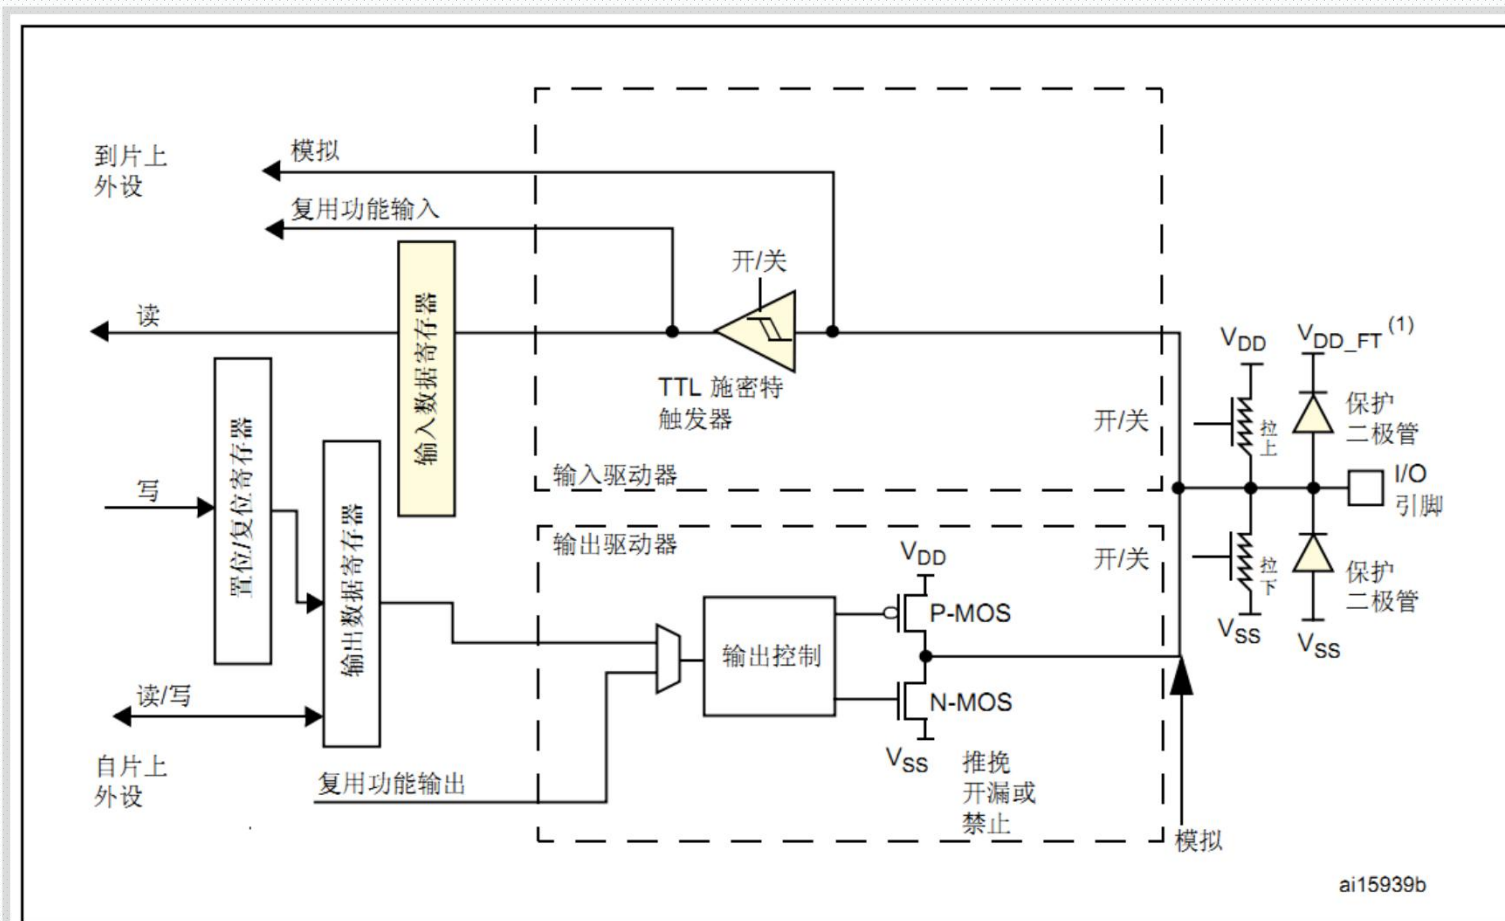 到片上
外设
模拟
复用功能输入
开/关
读
输入数据寄存器
TTL 施密特
触发器
开/关
输入驱动器
VDD
VDD_FT (1)
拉上
保护
二极管
I/O
引脚
写
置位/复位寄存器
输出数据寄存器
输出驱动器
VDD
开/关
P-MOS
输出控制
N-MOS
VSS
推挽
开漏或
禁止
拉下
VSS
保护
二极管
VSS
读/写
自片上
外设
复用功能输出
模拟
ai15939b